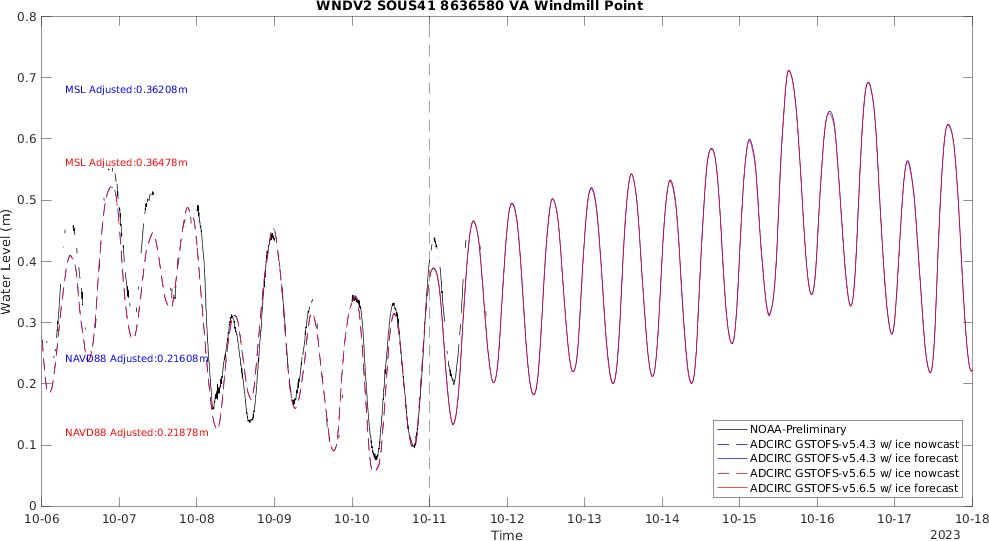 WNDV2 SOUS41 8636580 VA Windmill Point
0.8
0.7
0.6
0.5
0.4
0.3
0.2
0.1
0
Water Level (m)
MSL Adjusted:0.36208m
MSL Adjusted:0.36478m
NAVD88 Adjusted:0.21608m
NAVD88 Adjusted:0.21878m
NOAA-Preliminary
ADCIRC GSTOFS-v5.4.3 w/ ice nowcast
ADCIRC GSTOFS-v5.4.3 w/ ice forecast
ADCIRC GSTOFS-v5.6.5 w/ ice nowcast
ADCIRC GSTOFS-v5.6.5 w/ ice forecast
10-06 10-07 10-08 10-09 10-10 10-11 10-12 10-13 10-14 10-15 10-16 10-17 10-18
Time
2023